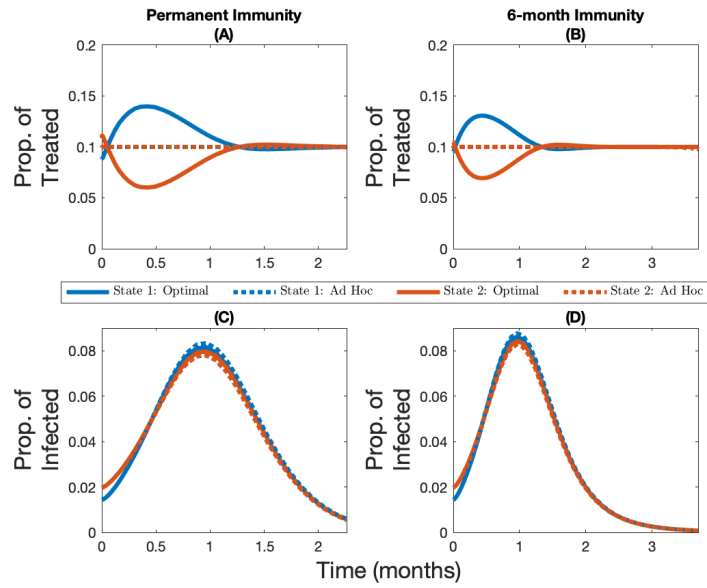 Permanent Immunity
(A)
6-month Immunity
(B)
Prop. of
Treated
0.2
0.15
0.1
0.05
0
0 0.5 1 1.5 2
Prop. of
Treated
0.2
0.15
0.1
0.05
0
0 1 2 3
State 1: Optimal State 1: Ad Hoc State 2: Optimal State 2: Ad Hoc
(C)
(D)
Prop. of
Infected
0.08
0.06
0.04
0.02
0
0 0.5 1 1.5 2
Prop. of
Infected
0.08
0.06
0.04
0.02
0
0 1 2 3
Time (months)